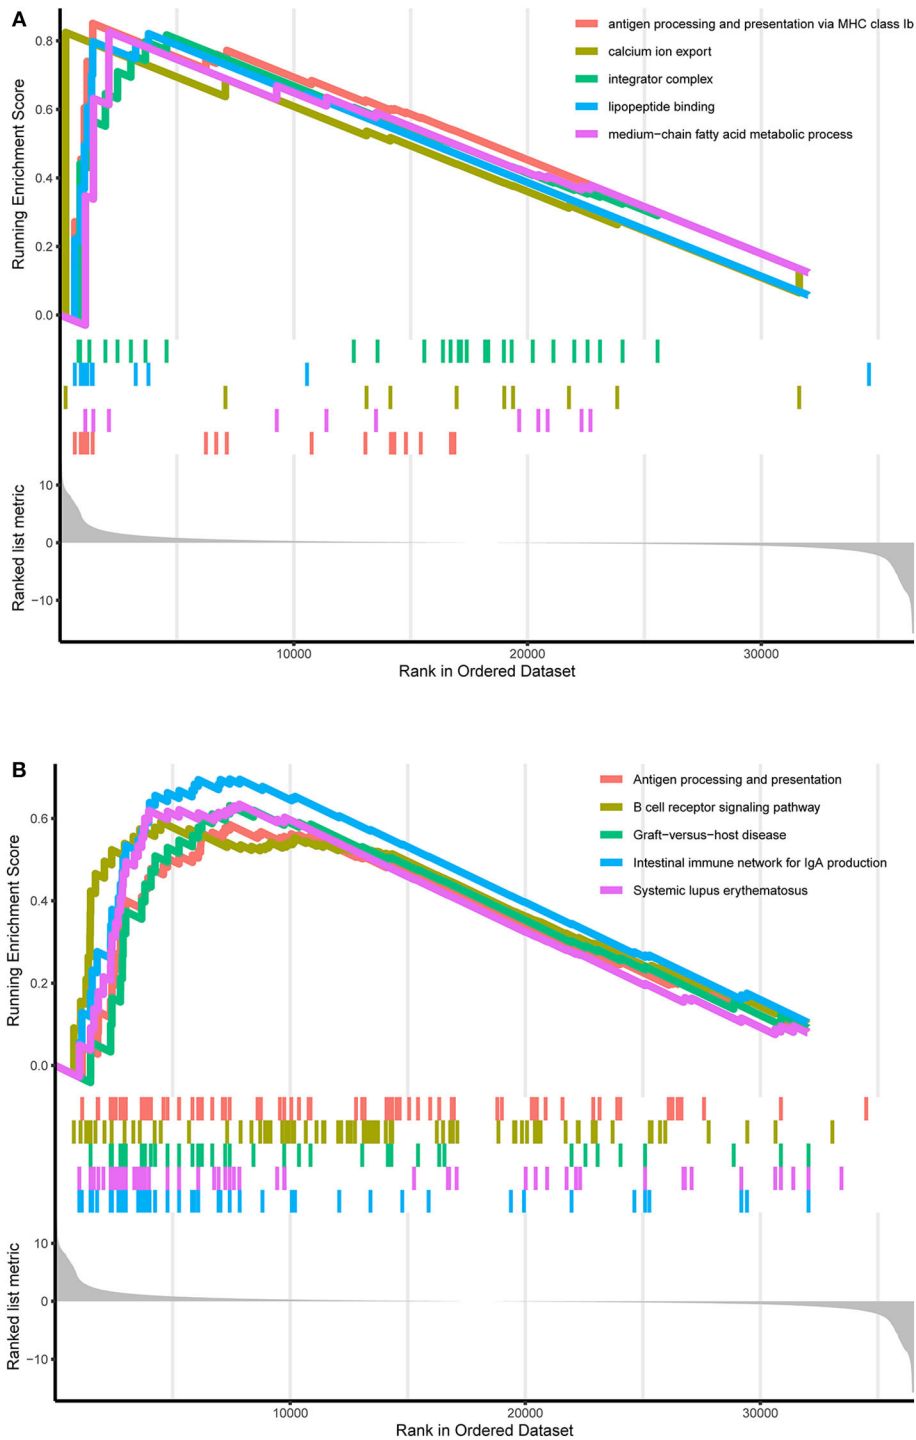 A
antigen processing and presentation via MHC class Ib
calcium ion export
integrator complex
lipopeptide binding
medium−chain fatty acid metabolic process
Running Enrichment Score
0.8
0.6
0.4
0.2
0.0
Ranked list metric
10
0
−10
10000 20000 30000
Rank in Ordered Dataset
B
Antigen processing and presentation
B cell receptor signaling pathway
Graft−versus−host disease
Intestinal immune network for IgA production
Systemic lupus erythematosus
Running Enrichment Score
0.6
0.4
0.2
0.0
Ranked list metric
10
0
−10
10000 20000 30000
Rank in Ordered Dataset